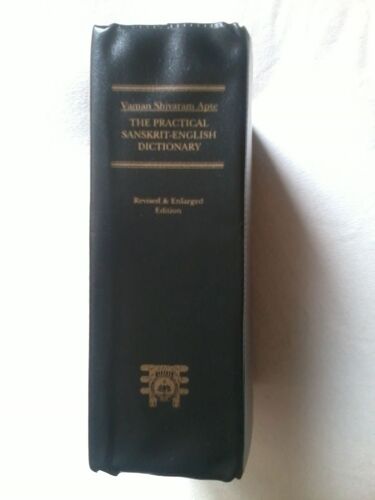 Vaman Shivaram Apte
THE PRACTICAL
SANSKRIT-ENGLISH
DICTIONARY
Revised & Enlarged
Edition